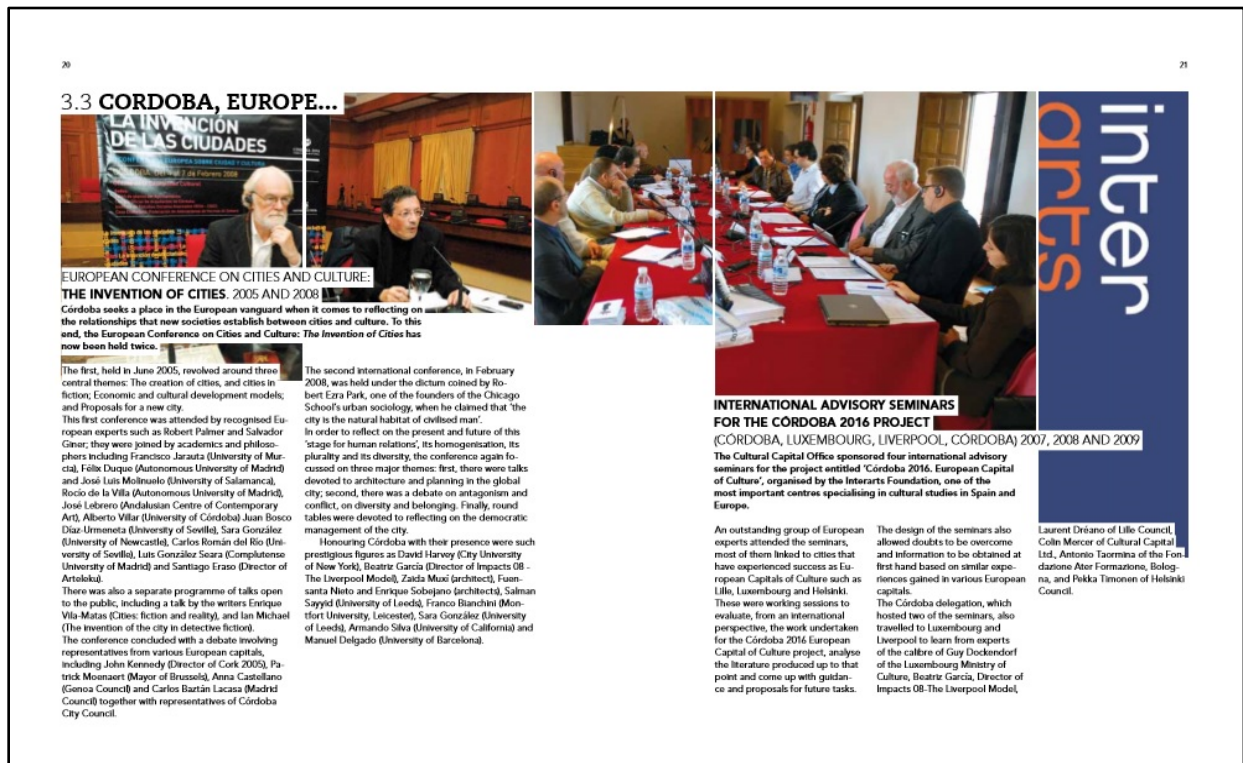 20
21
3.3 CORDOBA, EUROPE...
LA INVENCIÓN
DE LAS CIUDADES
CONFERENCIA EUROPEA SOBRE CIUDAD Y CULTURA
CÓRDOBA, Del 4 al 7 de Febrero 2008
EUROPEAN CONFERENCE ON CITIES AND CULTURE:
THE INVENTION OF CITIES. 2005 AND 2008
Córdoba seeks a place in the European vanguard when it comes to reflecting on
the relationships that new societies establish between cities and culture. To this
end, the European Conference on Cities and Culture: The Invention of Cities has
now been held twice.
The first, held in June 2005, revolved around three
central themes: The creation of cities, and cities in
fiction; Economic and cultural development models;
and Proposals for a new city.
This first conference was attended by recognised Eu-
ropean experts such as Robert Palmer and Salvador
Giner; they were joined by academics and philoso-
phers including Francisco Jarauta (University of Mur-
cia), Félix Duque (Autonomous University of Madrid)
and José Luis Molinuelo (University of Salamanca),
Rocío de la Villa (Autonomous University of Madrid),
José Lebrero (Andalusian Centre of Contemporary
Art), Alberto Villar (University of Córdoba) Juan Bosco
Díaz-Urmeneta (University of Seville), Sara González
(University of Newcastle), Carlos Román del Río (Uni-
versity of Seville), Luis González Seara (Complutense
University of Madrid) and Santiago Eraso (Director of
Arteleku).
There was also a separate programme of talks open
to the public, including a talk by the writers Enrique
Vila-Matas (Cities: fiction and reality), and Ian Michael
(The invention of the city in detective fiction).
The conference concluded with a debate involving
representatives from various European capitals,
including John Kennedy (Director of Cork 2005), Pa-
trick Moenaert (Mayor of Brussels), Anna Castellano
(Genoa Council) and Carlos Baztán Lacasa (Madrid
Council) together with representatives of Córdoba
City Council.
The second international conference, in February
2008, was held under the dictum coined by Ro-
bert Ezra Park, one of the founders of the Chicago
School's urban sociology, when he claimed that 'the
city is the natural habitat of civilised man'.
In order to reflect on the present and future of this
'stage for human relations', its homogenisation, its
plurality and its diversity, the conference again fo-
cussed on three major themes: first, there were talks
devoted to architecture and planning in the global
city; second, there was a debate on antagonism and
conflict, on diversity and belonging. Finally, round
tables were devoted to reflecting on the democratic
management of the city.
Honouring Córdoba with their presence were such
prestigious figures as David Harvey (City University
of New York), Beatriz García (Director of Impacts 08 -
The Liverpool Model), Zaida Muxí (architect), Fuen-
santa Nieto and Enrique Sobejano (architects), Salman
Sayyid (University of Leeds), Franco Bianchini (Mon-
tfort University, Leicester), Sara González (University
of Leeds), Armando Silva (University of California) and
Manuel Delgado (University of Barcelona).
inter
arts
INTERNATIONAL ADVISORY SEMINARS
FOR THE CÓRDOBA 2016 PROJECT
(CÓRDOBA, LUXEMBOURG, LIVERPOOL, CÓRDOBA) 2007, 2008 AND 2009
The Cultural Capital Office sponsored four international advisory
seminars for the project entitled 'Córdoba 2016. European Capital
of Culture', organised by the Interarts Foundation, one of the
most important centres specialising in cultural studies in Spain and
Europe.
An outstanding group of European
experts attended the seminars,
most of them linked to cities that
have experienced success as Eu-
ropean Capitals of Culture such as
Lille, Luxembourg and Helsinki.
These were working sessions to
evaluate, from an international
perspective, the work undertaken
for the Córdoba 2016 European
Capital of Culture project, analyse
the literature produced up to that
point and come up with guidan-
ce and proposals for future tasks.
The design of the seminars also
allowed doubts to be overcome
and information to be obtained at
first hand based on similar expe-
riences gained in various European
capitals.
The Córdoba delegation, which
hosted two of the seminars, also
travelled to Luxembourg and
Liverpool to learn from experts
of the calibre of Guy Dockendorf
of the Luxembourg Ministry of
Culture, Beatriz García, Director of
Impacts 08-The Liverpool Model,
Laurent Dréano of Lille Council,
Colin Mercer of Cultural Capital
Ltd., Antonio Taormina of the Fon-
dazione Ater Formazione, Bolog-
na, and Pekka Timonen of Helsinki
Council.